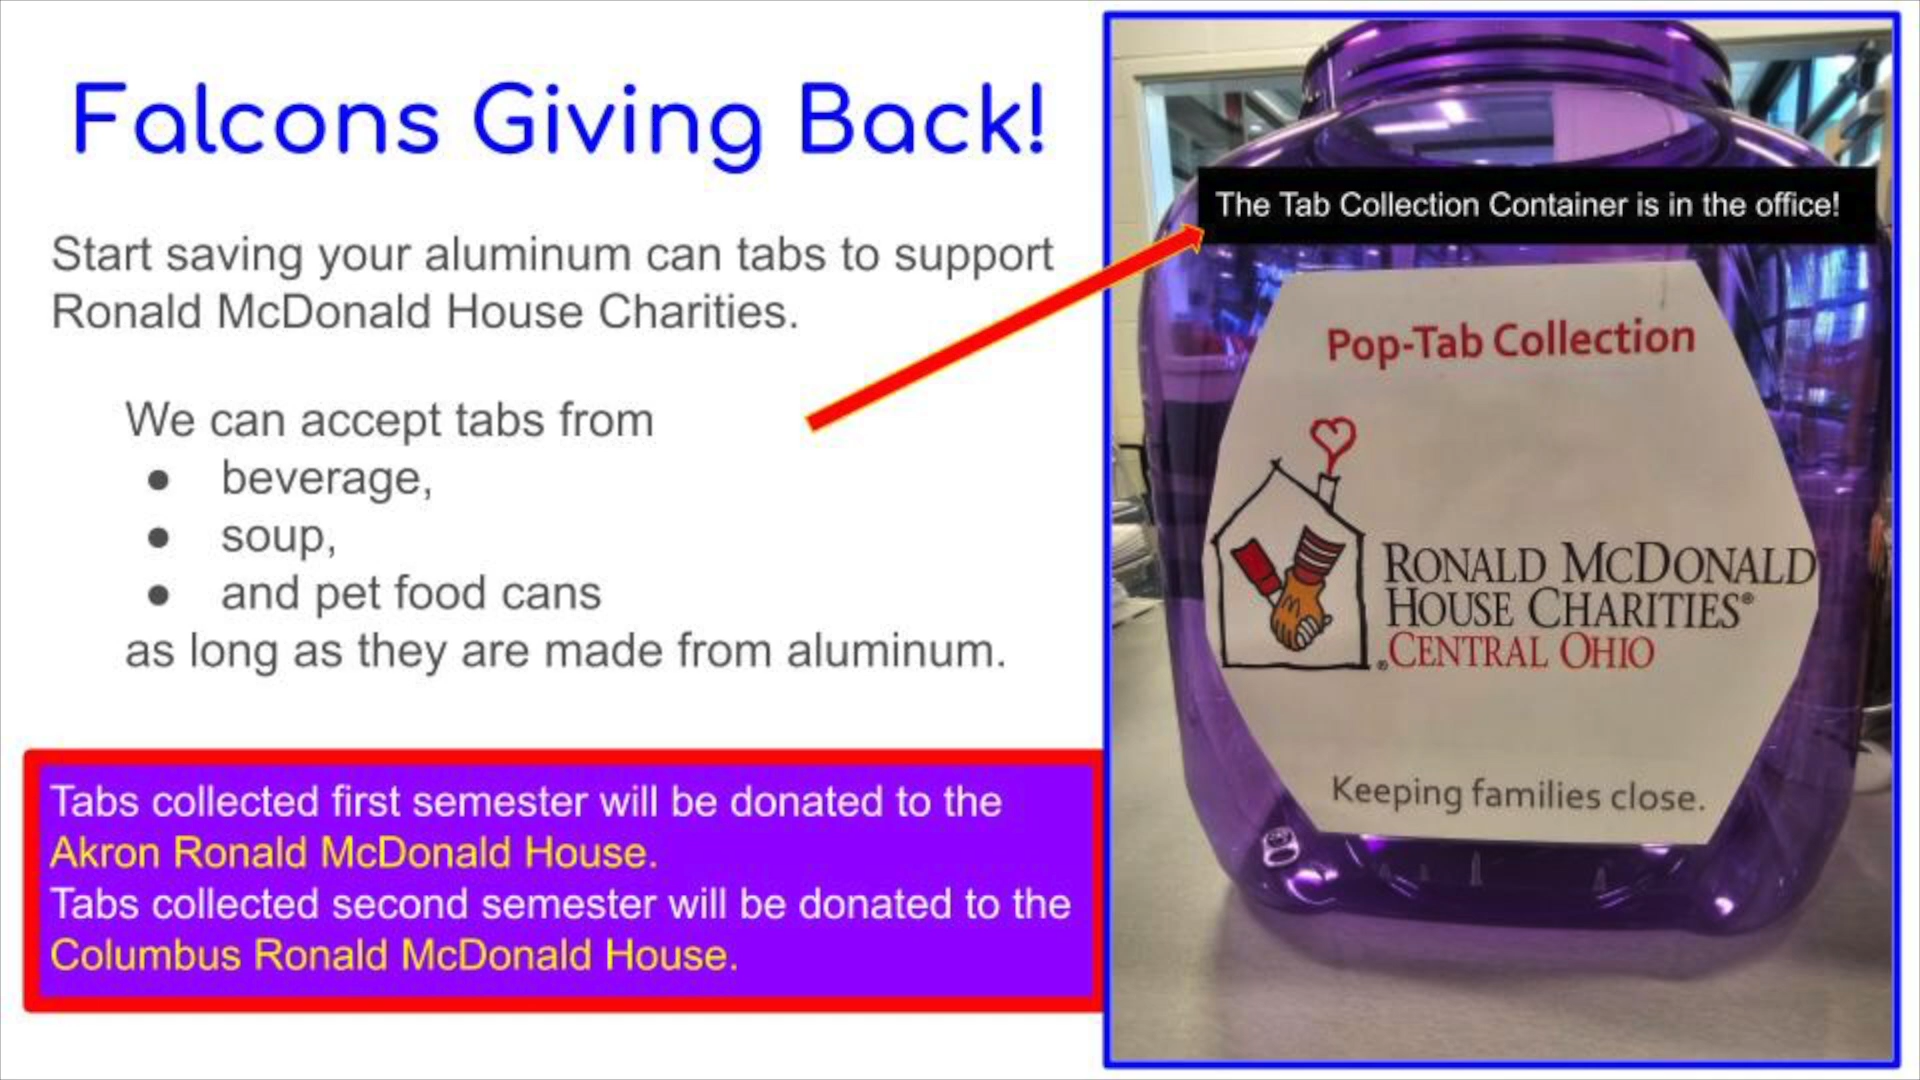 Falcons Giving Back!
Start saving your aluminum can tabs to support
Ronald McDonald House Charities.
We can accept tabs from
● beverage,
● soup,
● and pet food cans
as long as they are made from aluminum.
Tabs collected first semester will be donated to the
Akron Ronald McDonald House.
Tabs collected second semester will be donated to the
Columbus Ronald McDonald House.
The Tab Collection Container is in the office!
Pop-Tab Collection
RONALD MCDONALD
HOUSE CHARITIES®
®CENTRAL OHIO
Keeping families close.